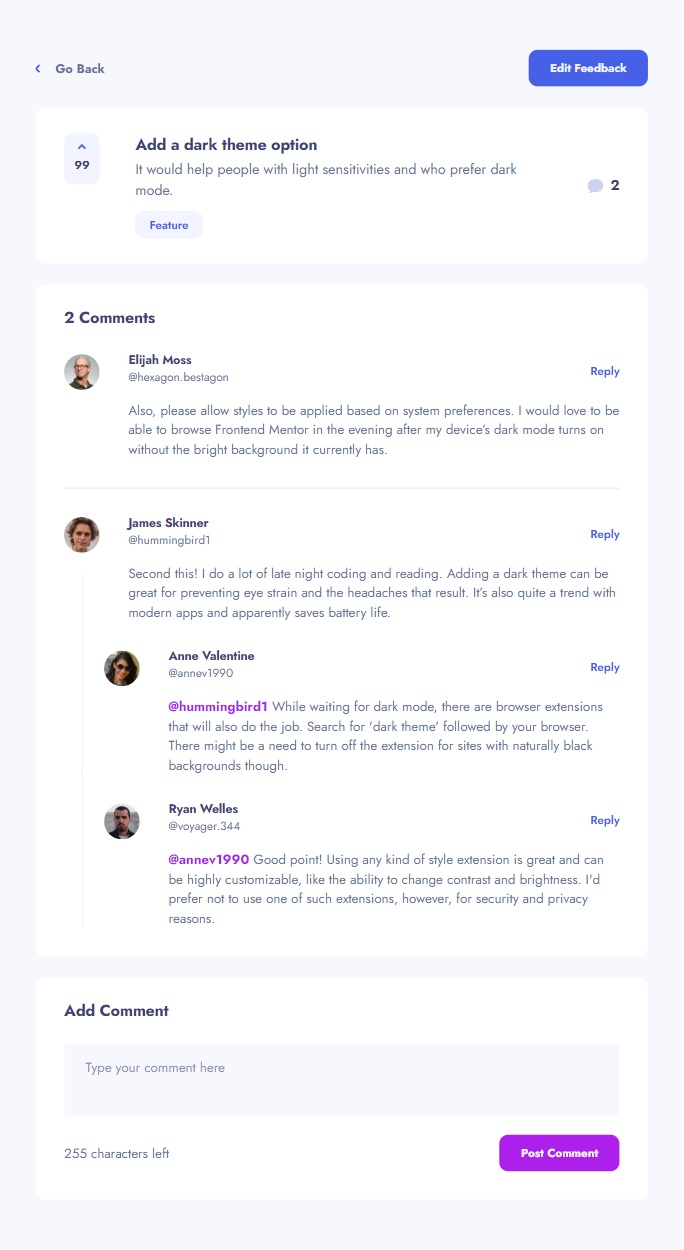 Go Back
Edit Feedback
99
Add a dark theme option
It would help people with light sensitivities and who prefer dark
mode.
2
Feature
2 Comments
Elijah Moss
@hexagon.bestagon
Reply
Also, please allow styles to be applied based on system preferences. I would love to be
able to browse Frontend Mentor in the evening after my device's dark mode turns on
without the bright background it currently has.
James Skinner
@hummingbird1
Reply
Second this! I do a lot of late night coding and reading. Adding a dark theme can be
great for preventing eye strain and the headaches that result. It's also quite a trend with
modern apps and apparently saves battery life.
Anne Valentine
@annev1990
Reply
@hummingbird1 While waiting for dark mode, there are browser extensions
that will also do the job. Search for 'dark theme' followed by your browser.
There might be a need to turn off the extension for sites with naturally black
backgrounds though.
Ryan Welles
@voyager.344
Reply
@annev1990 Good point! Using any kind of style extension is great and can
be highly customizable, like the ability to change contrast and brightness. I'd
prefer not to use one of such extensions, however, for security and privacy
reasons.
Add Comment
Type your comment here
255 characters left
Post Comment